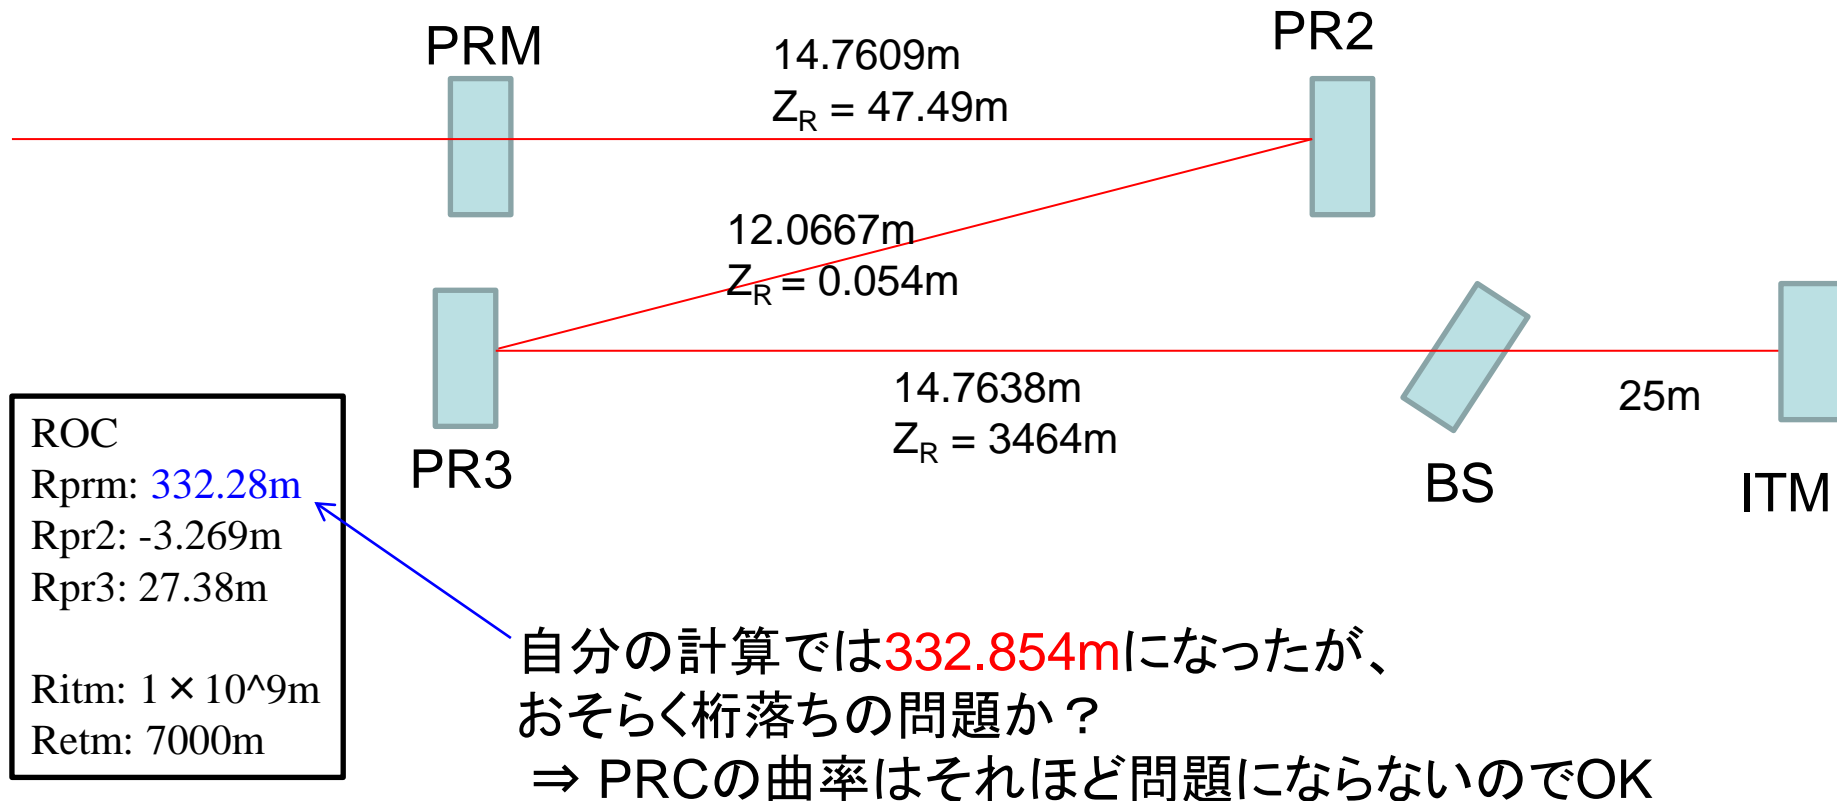 PRM
14.7609m
Z_R = 47.49m
PR2
12.0667m
Z_R = 0.054m
14.7638m
Z_R = 3464m
25m
PR3
BS
ITM
ROC
Rprm: 332.28m
Rpr2: -3.269m
Rpr3: 27.38m
Ritm: 1×10^9m
Retm: 7000m
自分の計算では332.854mになったが、
おそらく桁落ちの問題か？
⇒ PRCの曲率はそれほど問題にならないのでOK